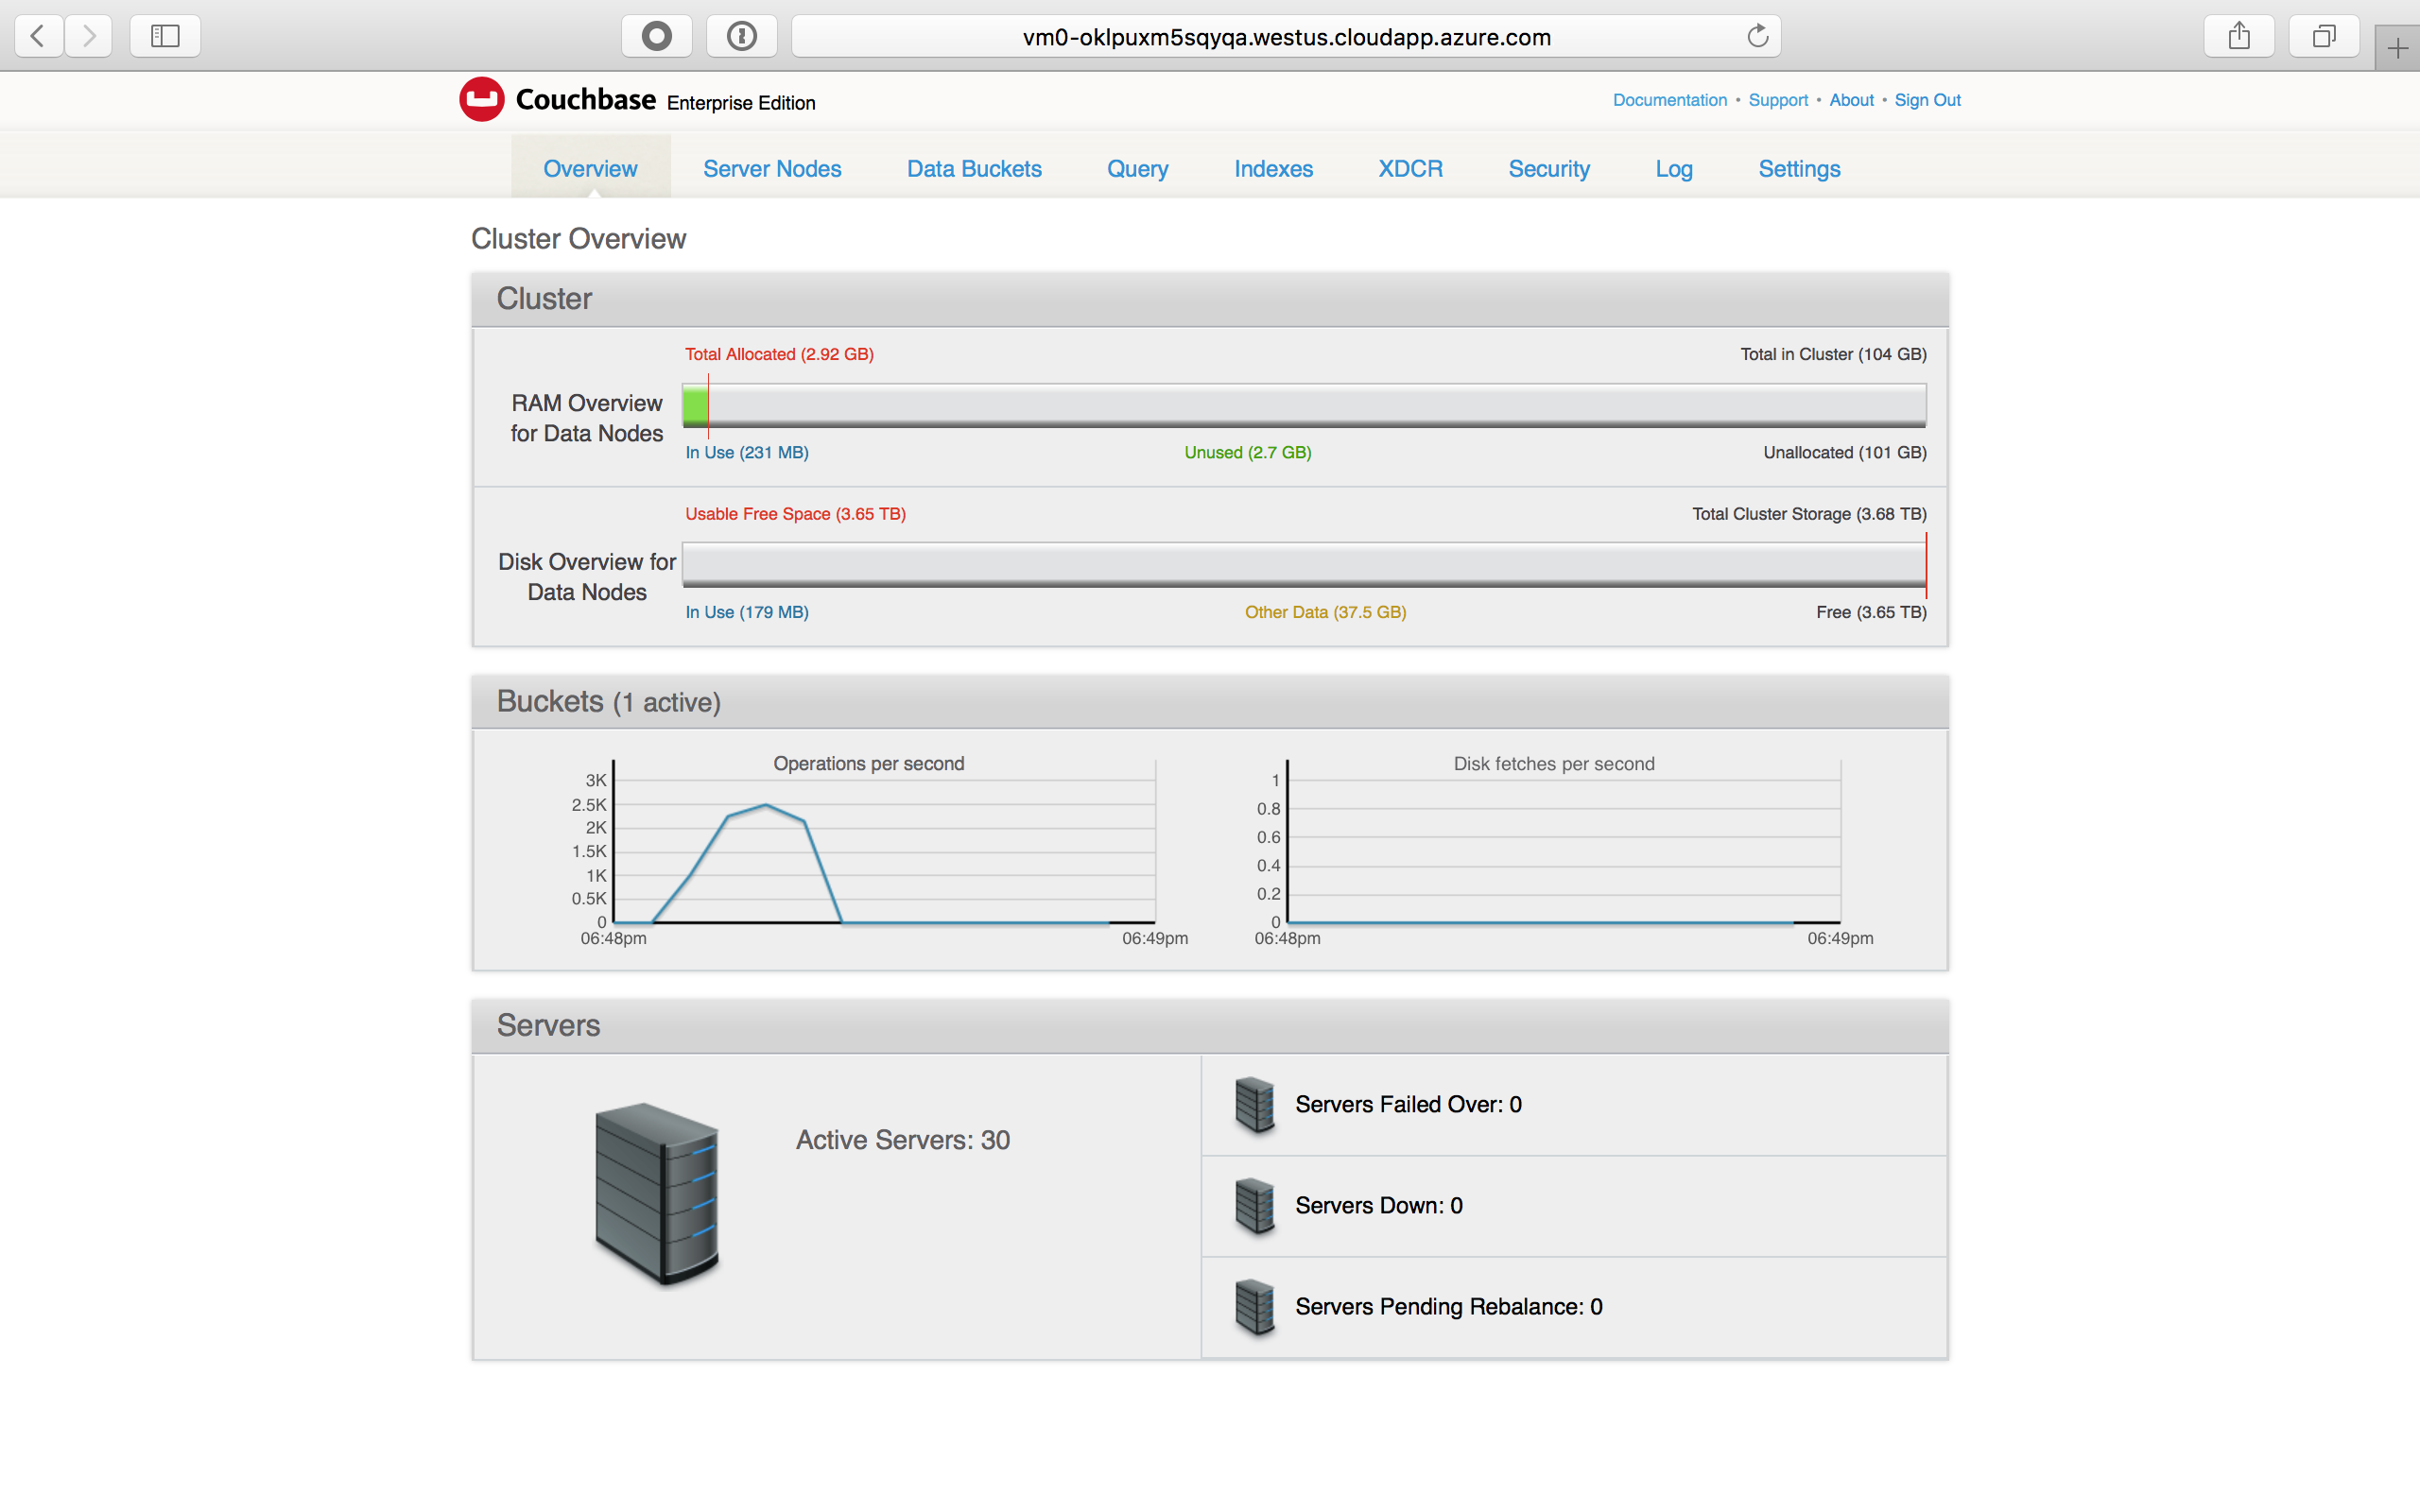 vm0-oklpuxm5sqyqa.westus.cloudapp.azure.com
Couchbase Enterprise Edition
Documentation • Support • About • Sign Out
Overview Server Nodes Data Buckets Query Indexes XDCR Security Log Settings
Cluster Overview
Cluster
Total Allocated (2.92 GB) Total in Cluster (104 GB)
RAM Overview
for Data Nodes
In Use (231 MB) Unused (2.7 GB) Unallocated (101 GB)
Usable Free Space (3.65 TB) Total Cluster Storage (3.68 TB)
Disk Overview for
Data Nodes
In Use (179 MB) Other Data (37.5 GB) Free (3.65 TB)
Buckets (1 active)
Operations per second
3K
2.5K
2K
1.5K
1K
0.5K
0
06:48pm 06:49pm
Disk fetches per second
1
0.8
0.6
0.4
0.2
0
06:48pm 06:49pm
Servers
Active Servers: 30
Servers Failed Over: 0
Servers Down: 0
Servers Pending Rebalance: 0